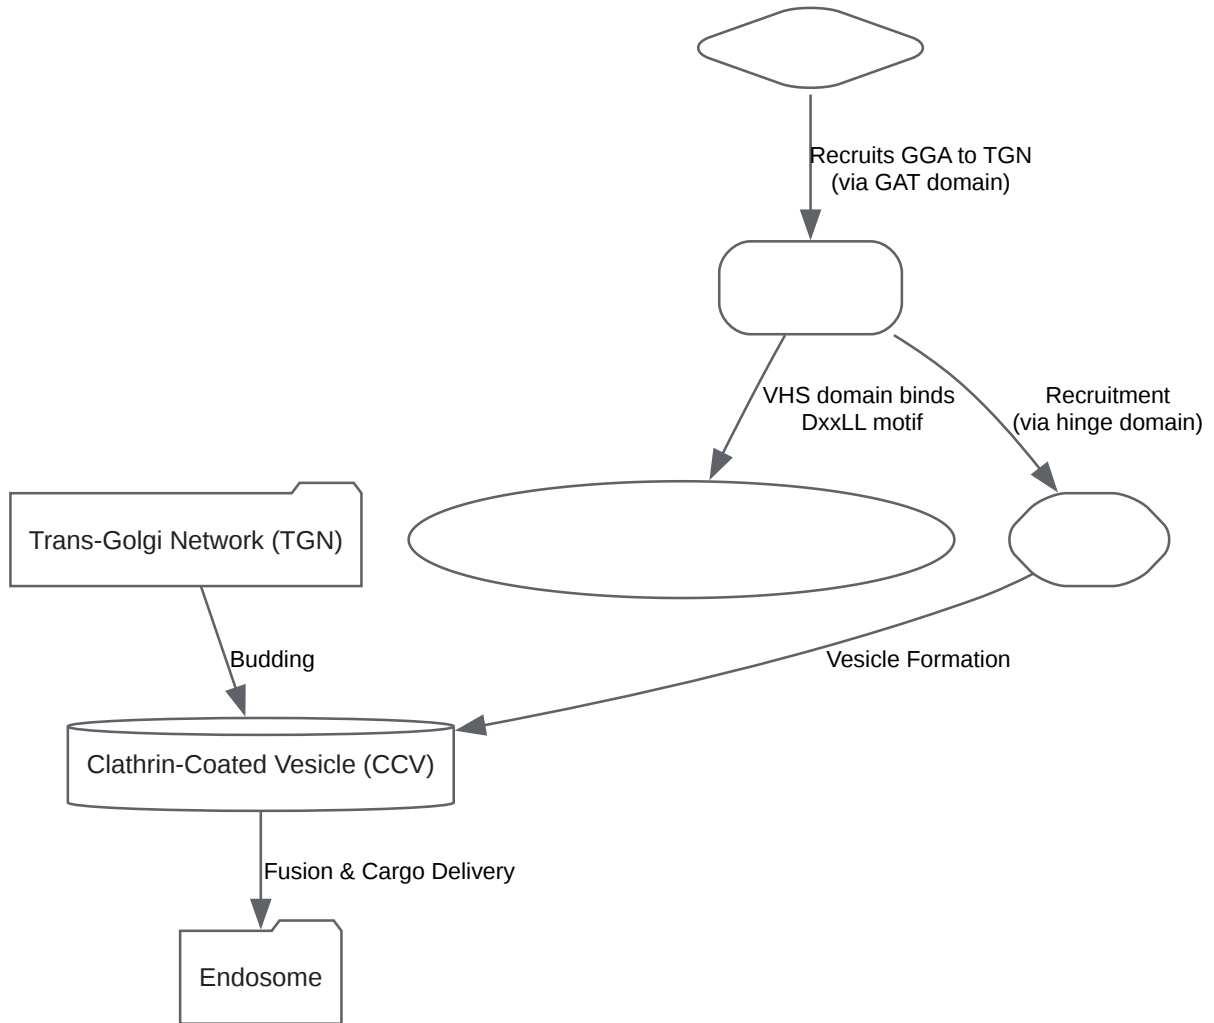 Recruits GGA to TGN
(via GAT domain)
VHS domain binds
DxxLL motif
Recruitment
(via hinge domain)
Trans-Golgi Network (TGN)
Budding
Vesicle Formation
Clathrin-Coated Vesicle (CCV)
Fusion & Cargo Delivery
Endosome